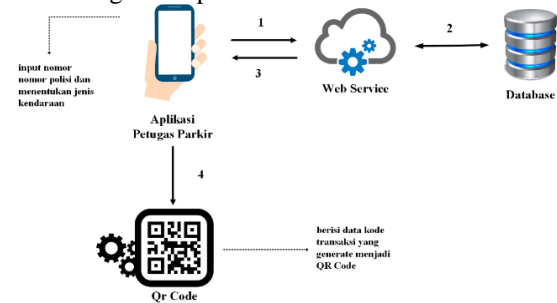 1
2
3
input nomor
nomor polisi dan
menentukan jenis
kendaraan
Web Service
Database
Aplikasi
Petugas Parkir
4
berisi data kode
transaksi yang
generate menjadi
QR Code
Qr Code